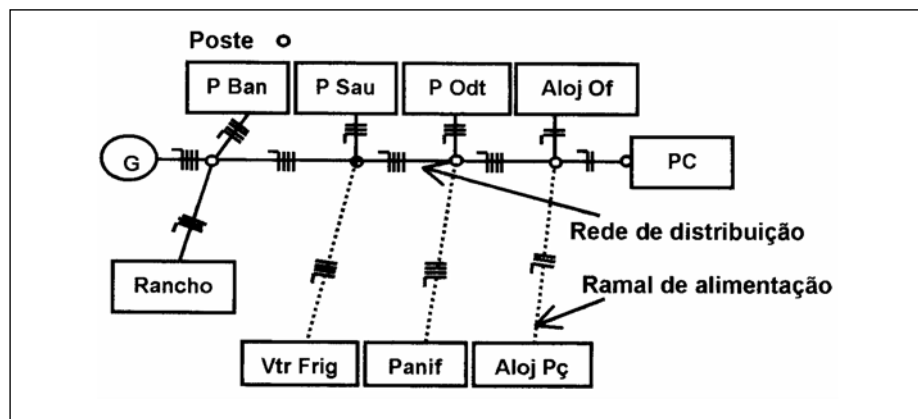 Poste
P Ban
P Sau
P Odt
Aloj Of
G
PC
Rede de distribuição
Rancho
Ramal de alimentação
Vtr Frig
Panif
Aloj Pç